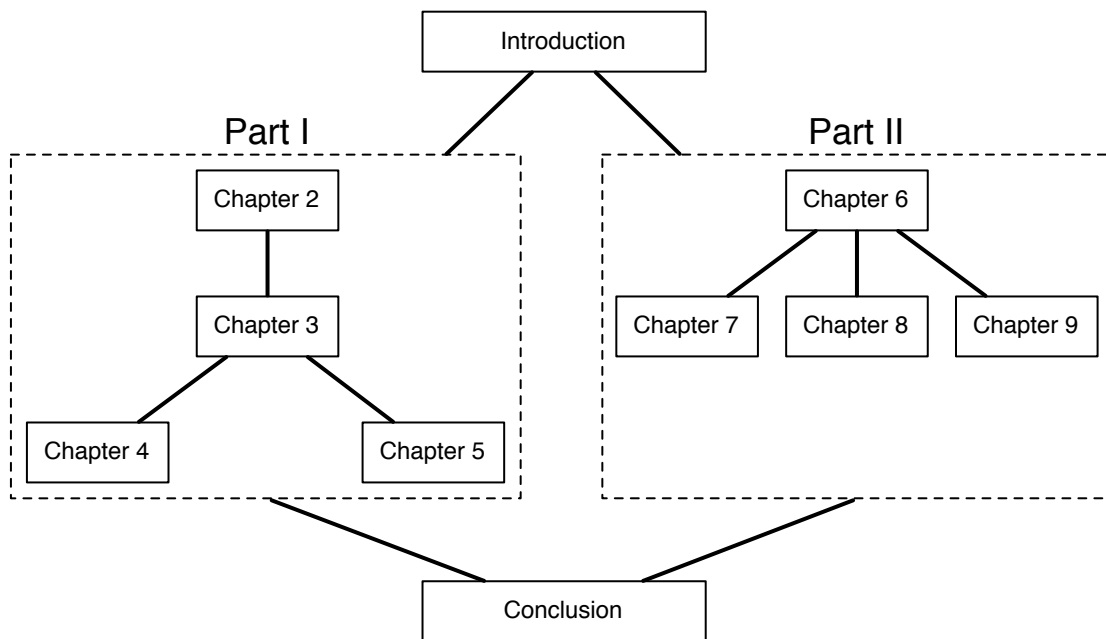 Introduction
Part I
Part II
Chapter 2
Chapter 6
Chapter 3
Chapter 7
Chapter 8
Chapter 9
Chapter 4
Chapter 5
Conclusion